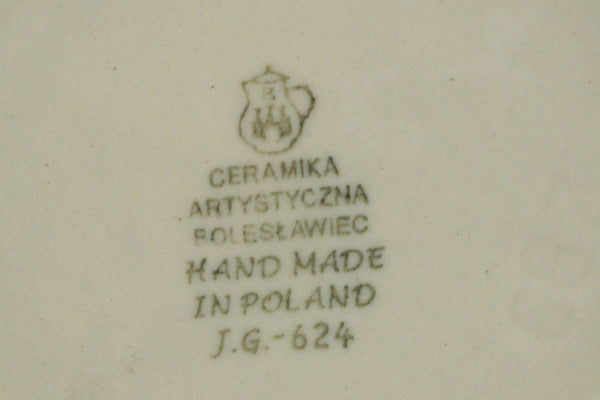 B
CERAMIKA
ARTYSTYCZNA
BOLESŁAWIEC
HAND MADE
IN POLAND
J.G.-624